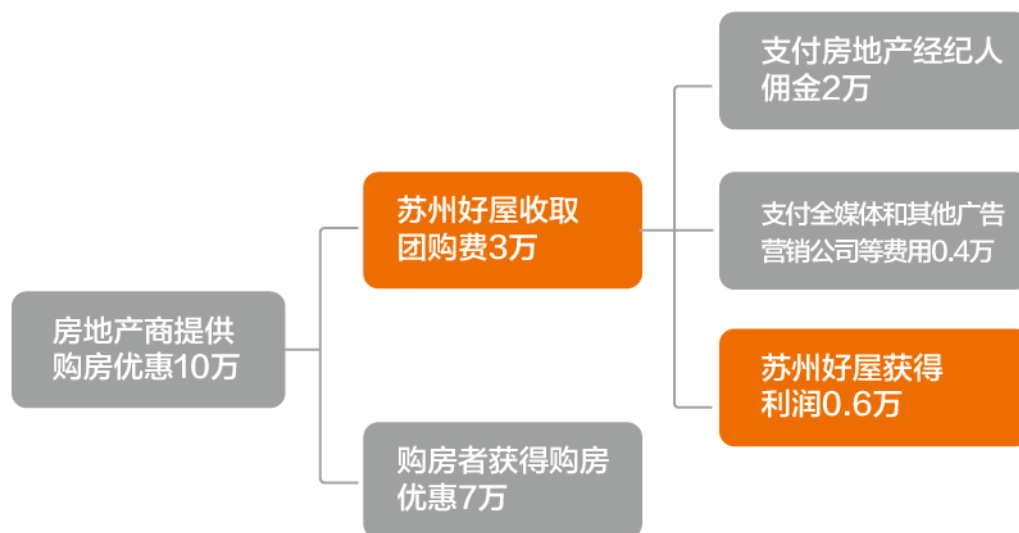 房地产商提供
购房优惠10万
苏州好屋收取
团购费3万
购房者获得购房
优惠7万
支付房地产经纪人
佣金2万
支付全媒体和其他广告
营销公司等费用0.4万
苏州好屋获得
利润0.6万